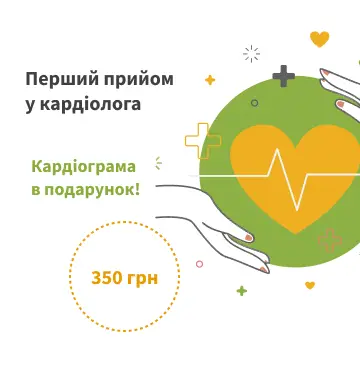 Перший прийом
у кардіолога
Кардіограма
в подарунок!
350 грн